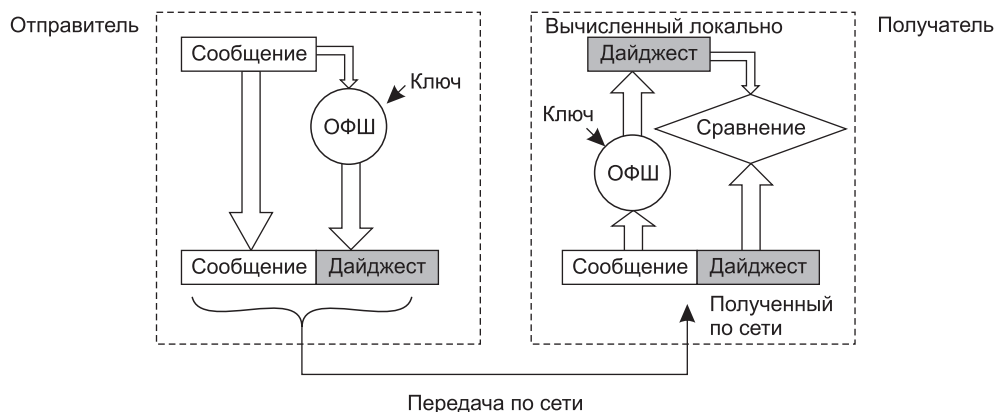 Отправитель
Сообщение
Ключ
ОФШ
Сообщение
Дайджест
Вычисленный локально
Получатель
Дайджест
Ключ
Сравнение
ОФШ
Сообщение
Дайджест
Полученный
по сети
Передача по сети